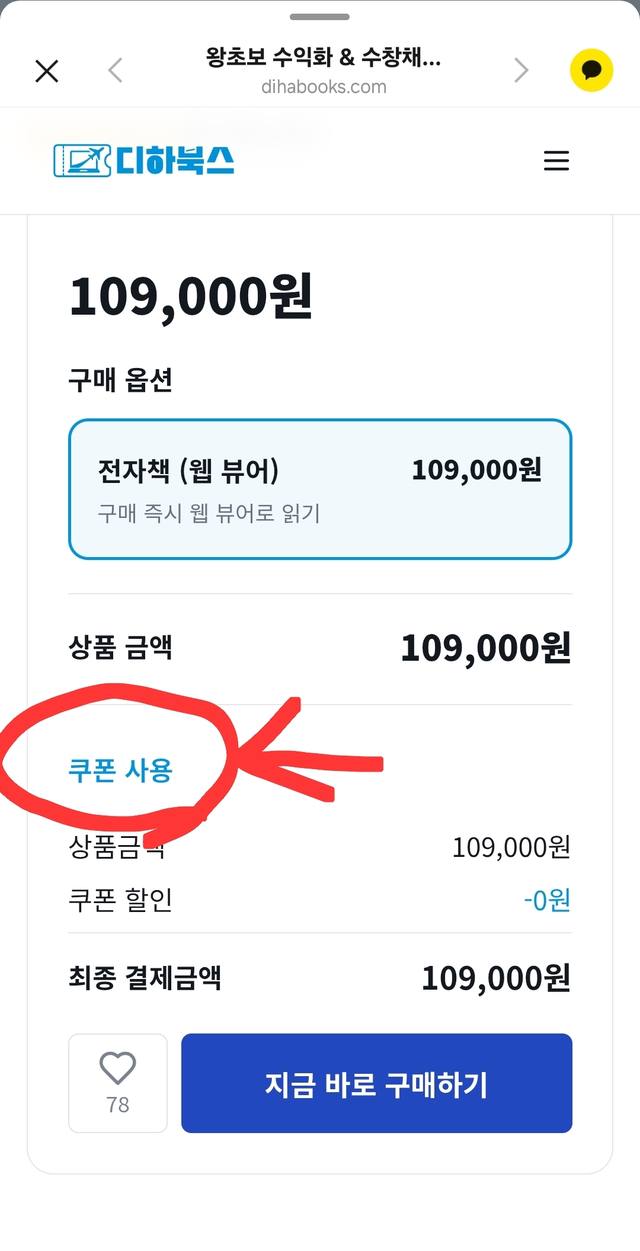 왕초보 수익화 & 수창채...
dihabooks.com
디하북스
109,000원
구매 옵션
전자책 (웹 뷰어) 109,000원
구매 즉시 웹 뷰어로 읽기
상품 금액 109,000원
쿠폰 사용
상품금액 109,000원
쿠폰 할인 -0원
최종 결제금액 109,000원
78
지금 바로 구매하기